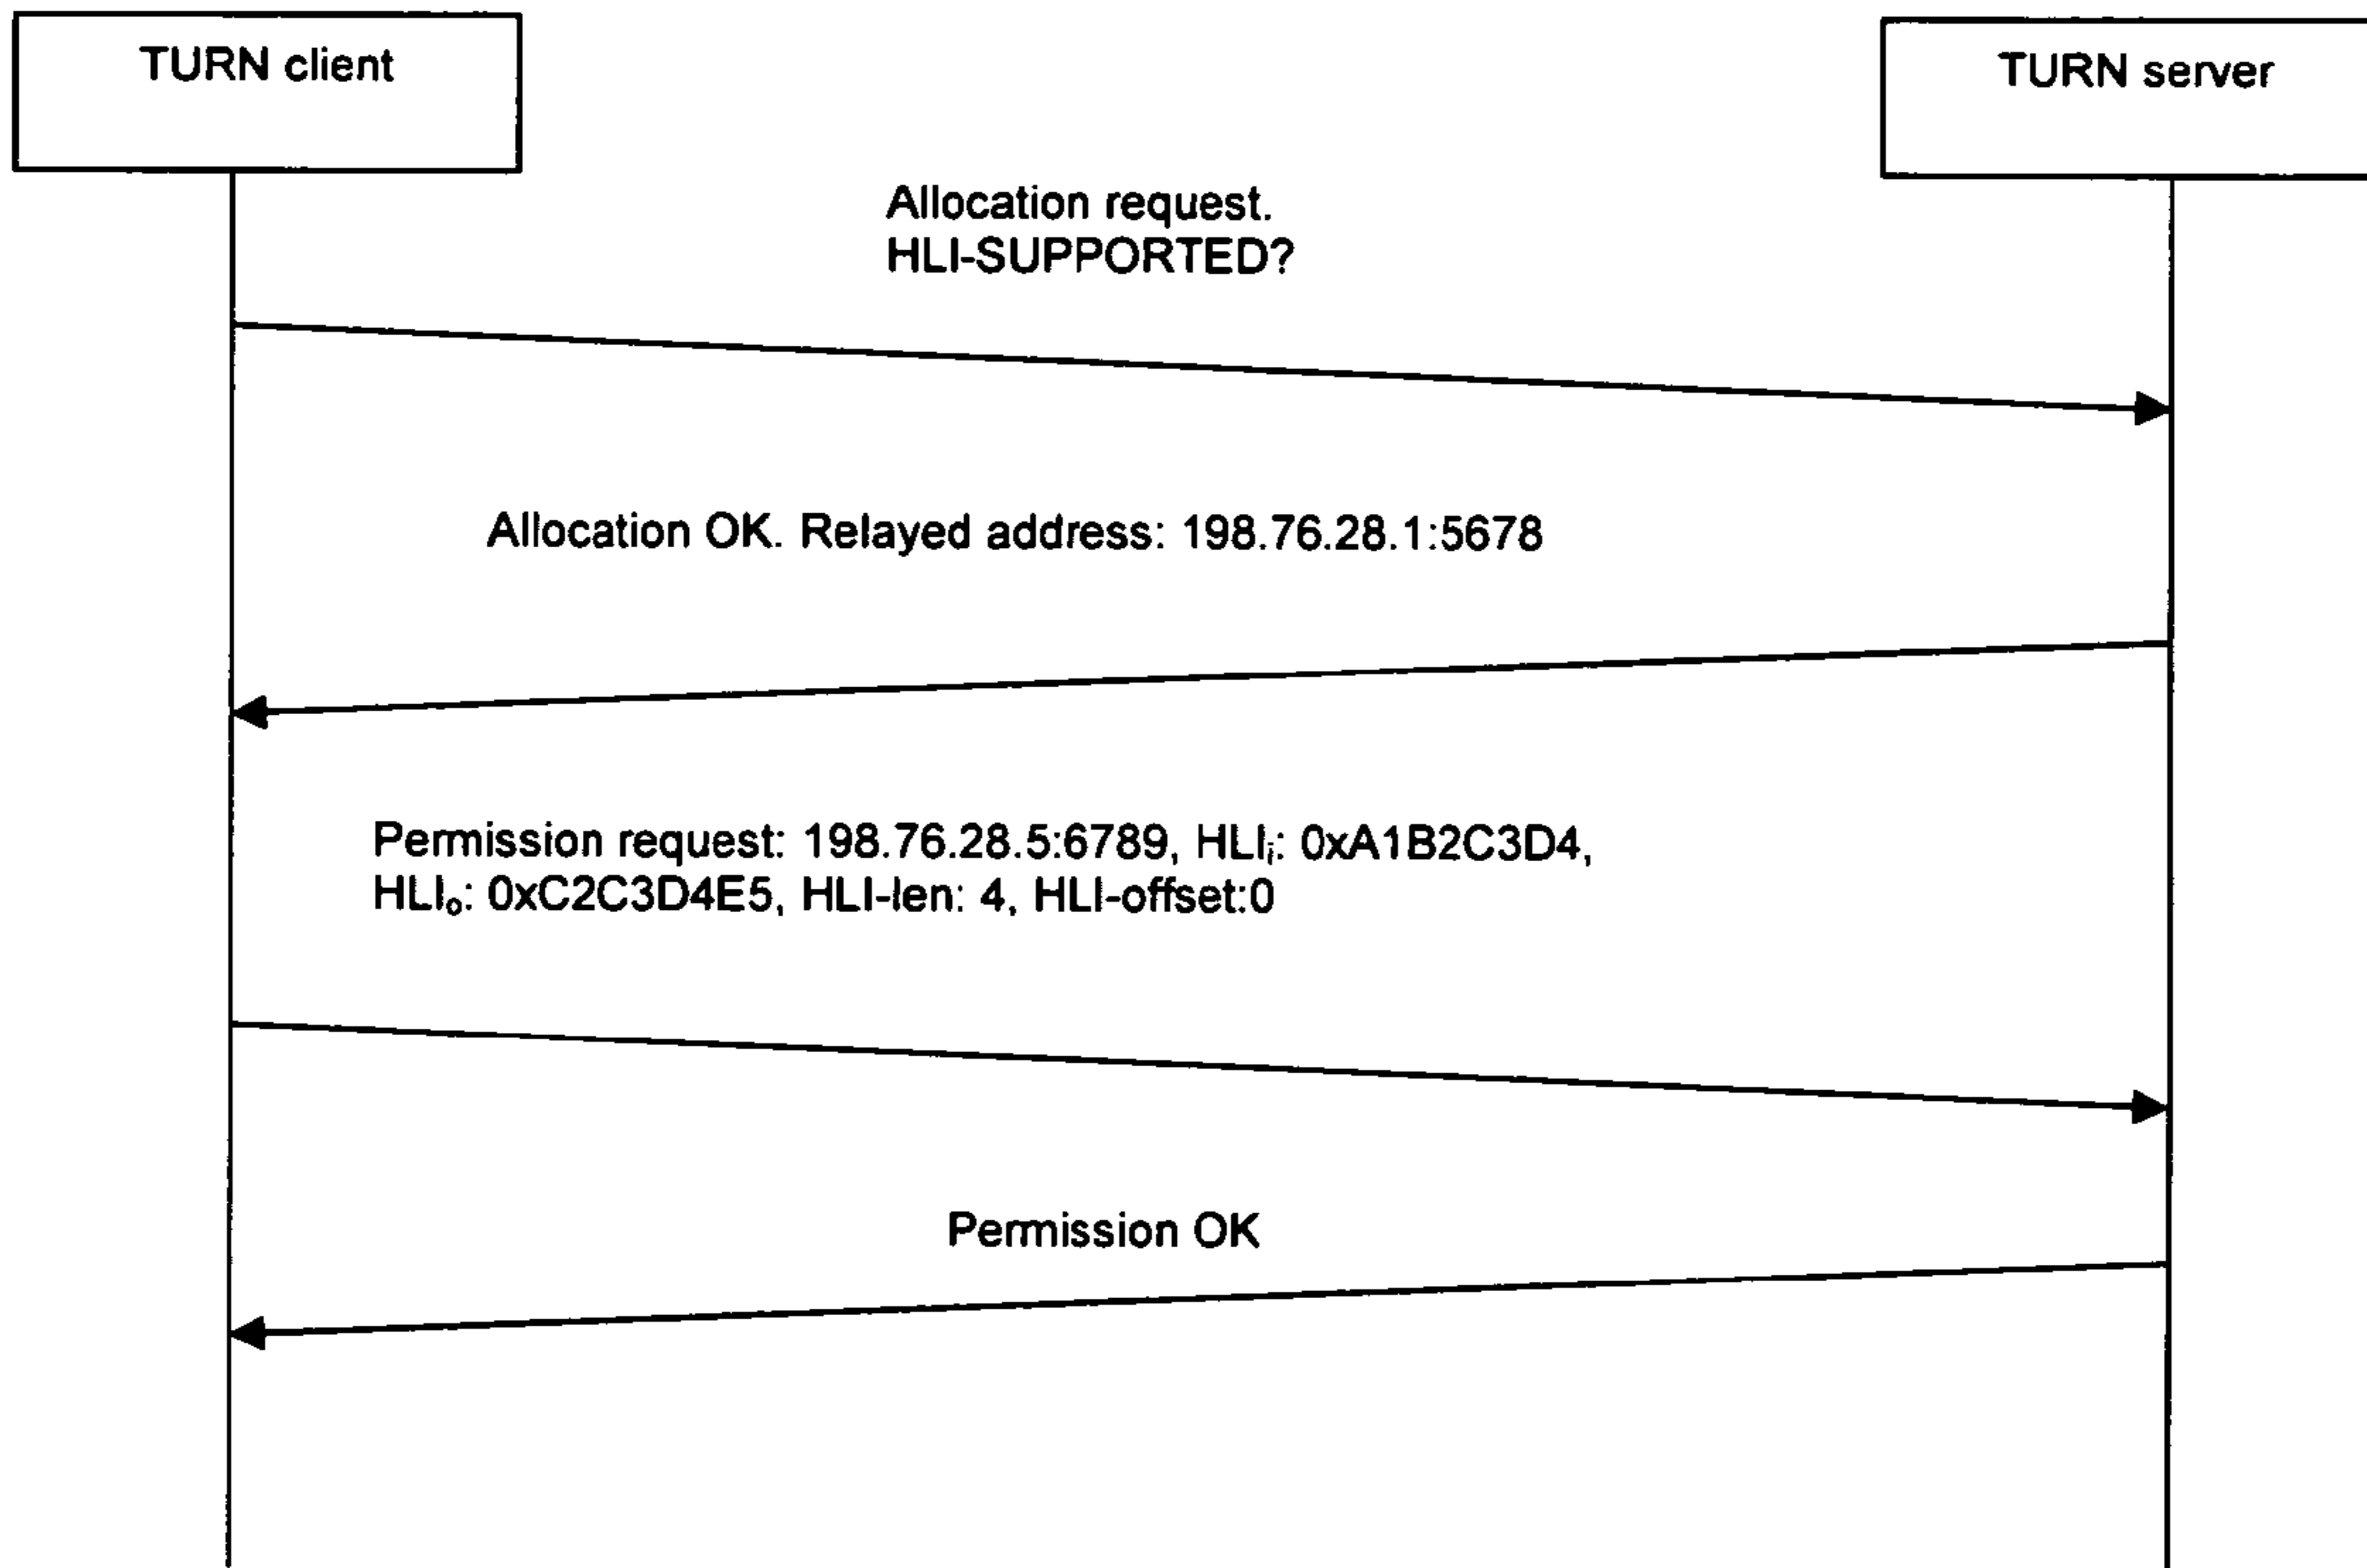 TURN client
TURN server
Allocation request.
HLI-SUPPORTED?
Allocation OK. Relayed address: 198.76.28.1:5678
Permission request: 198.76.28.5:6789, HLIᵢ: 0xA1B2C3D4,
HLIₒ: 0xC2C3D4E5, HLI-len: 4, HLI-offset:0
Permission OK